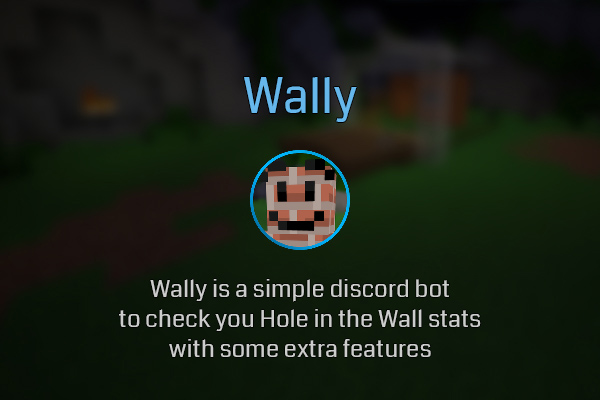 Wally
Wally is a simple discord bot
to check you Hole in the Wall stats
with some extra features